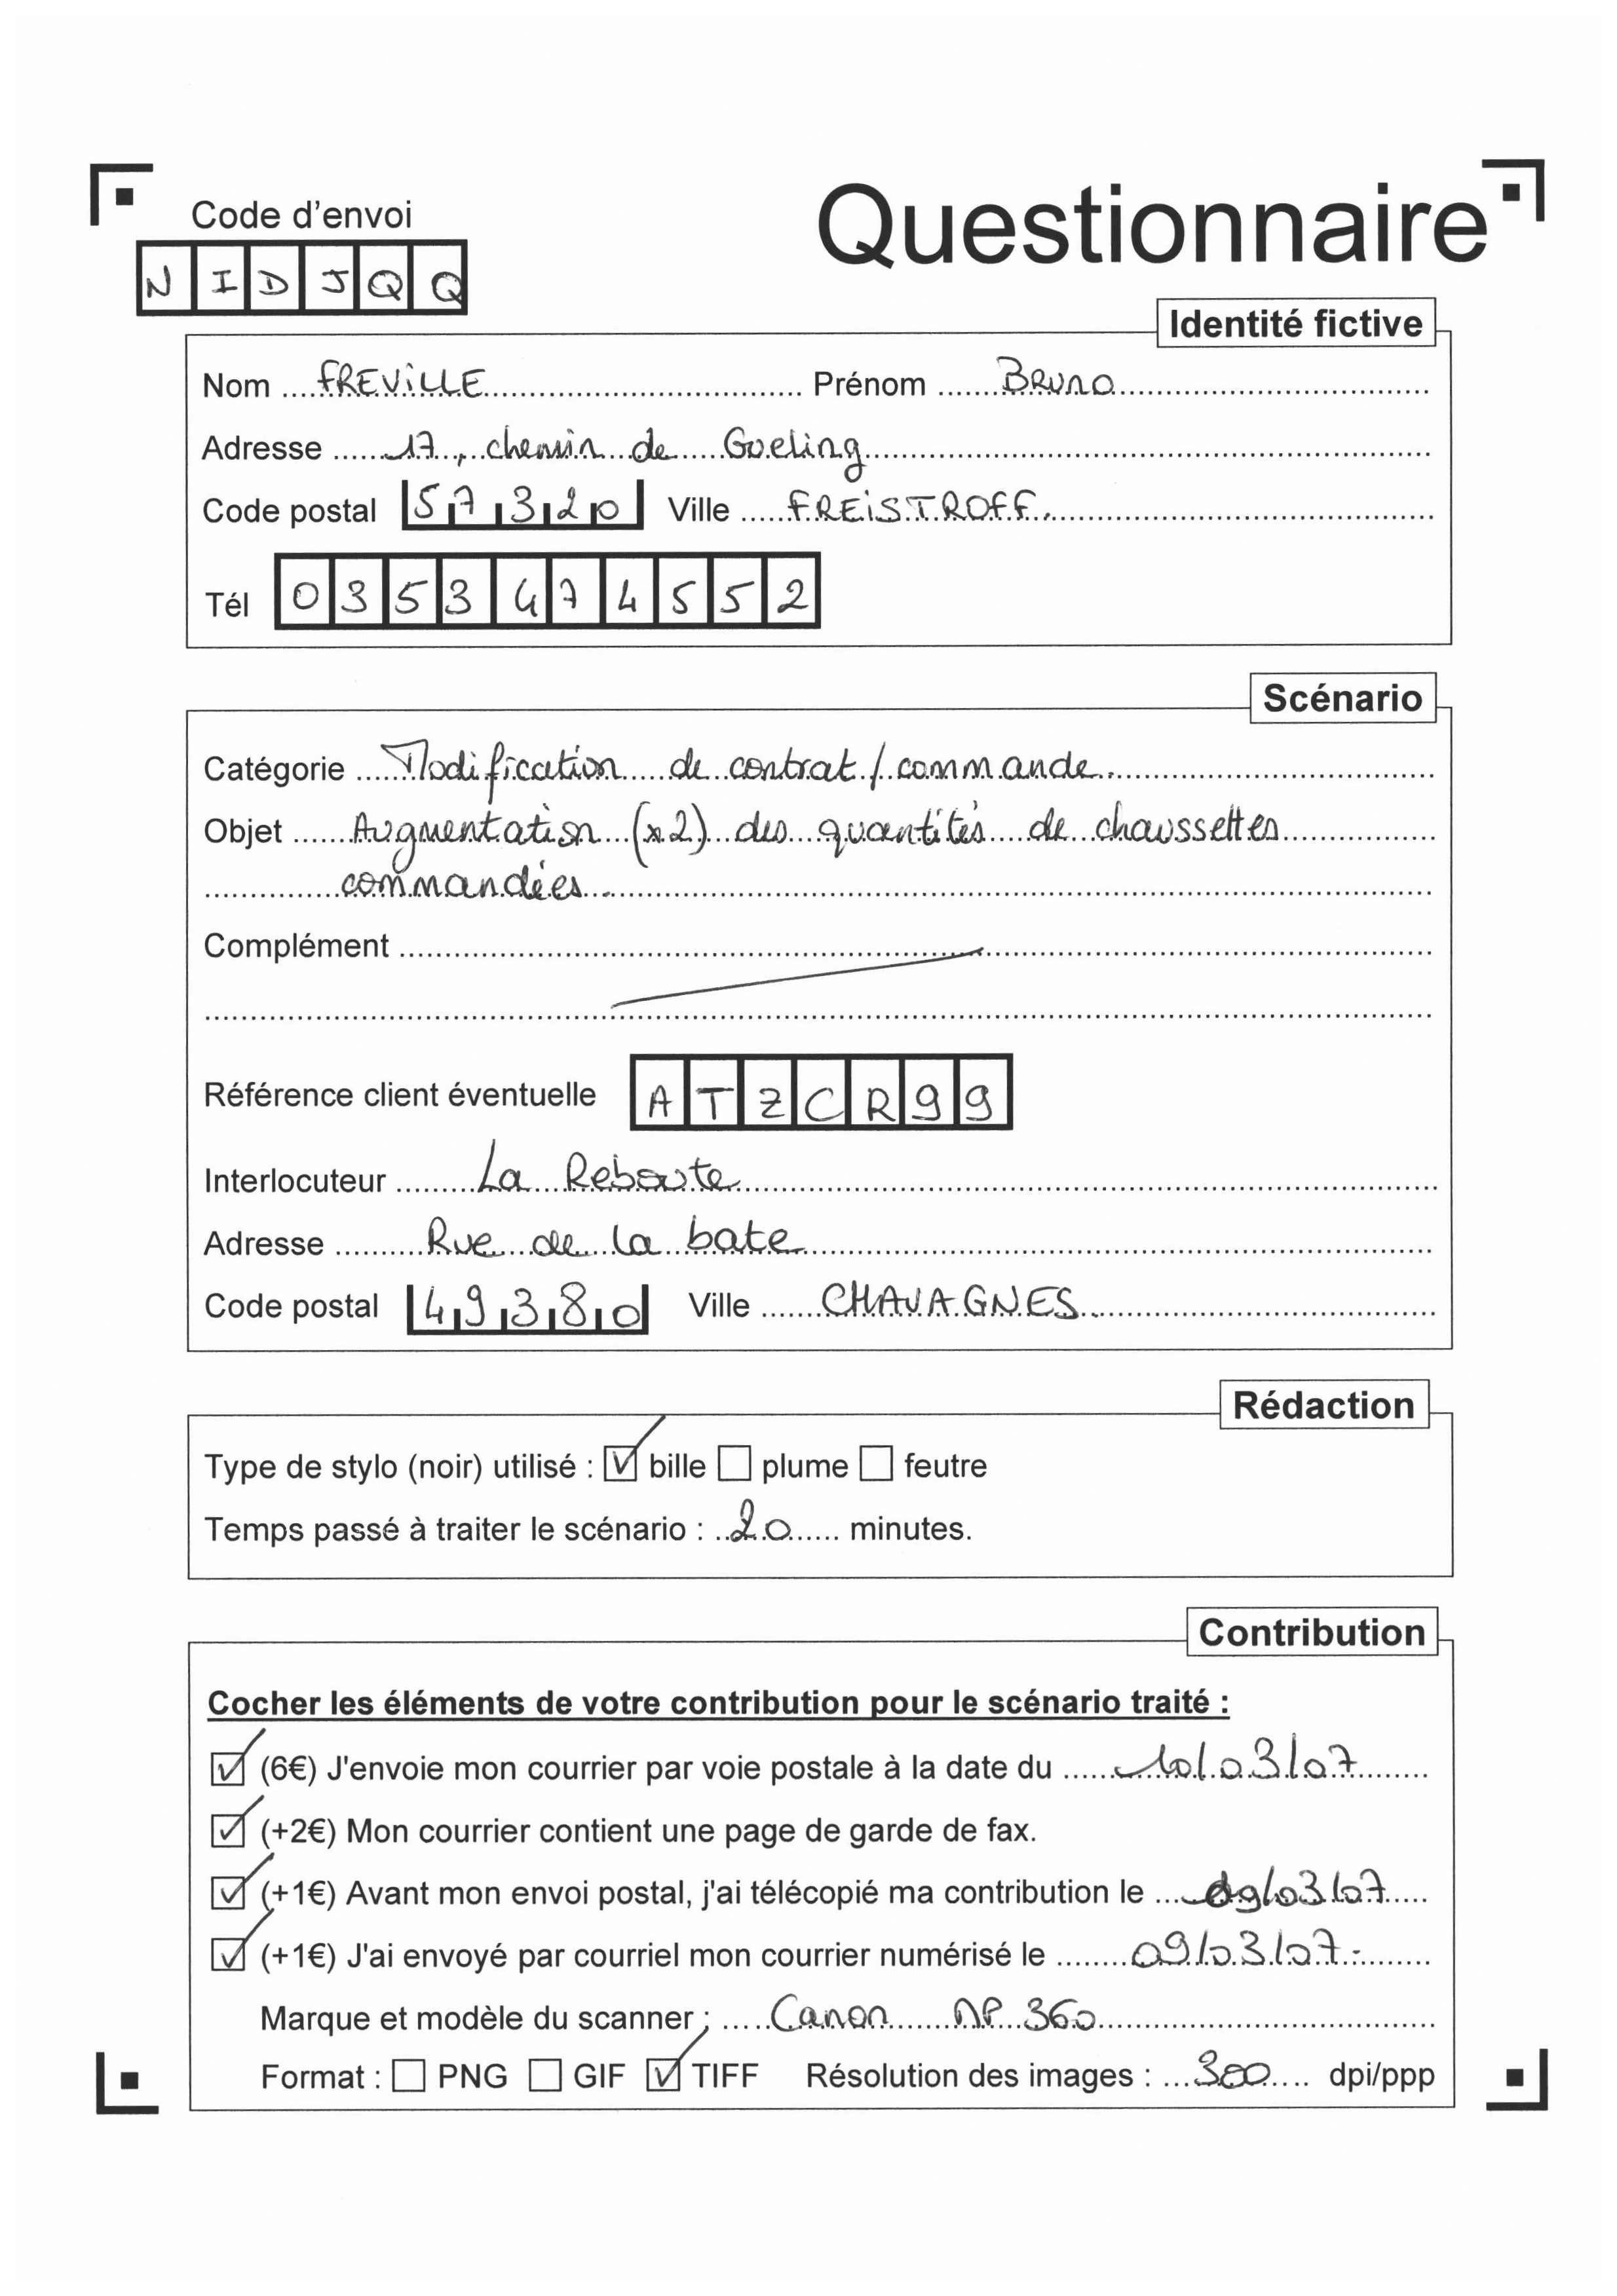 Code d'envoi
Questionnaire
N I D J Q Q
Identité fictive
Nom FREVILLE Prénom BRUNO
Adresse 17, chemin de Goeling
Code postal 57320 Ville FREISTROFF.
Tél 0353474552
Scénario
Catégorie Modification de contrat / commande.
Objet Augmentation (x2) des quantités de chaussettes
commandées.
Complément
Référence client éventuelle ATZCR99
Interlocuteur La Reboute
Adresse Rue de la bate
Code postal 49380 Ville CHAVAGNES
Rédaction
Type de stylo (noir) utilisé : bille plume feutre
Temps passé à traiter le scénario : 20 minutes.
Contribution
Cocher les éléments de votre contribution pour le scénario traité :
(6€) J'envoie mon courrier par voie postale à la date du 10/03/07
(+2€) Mon courrier contient une page de garde de fax.
(+1€) Avant mon envoi postal, j'ai télécopié ma contribution le 09/03/07
(+1€) J'ai envoyé par courriel mon courrier numérisé le 09/03/07.
Marque et modèle du scanner : Canon MP 360
Format : PNG GIF TIFF Résolution des images : 300 dpi/ppp